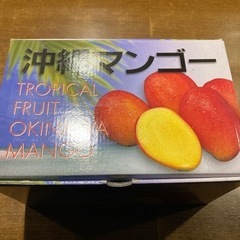 沖縄マンゴー
TROPICAL
FRUIT
OKINAWA
MANGO